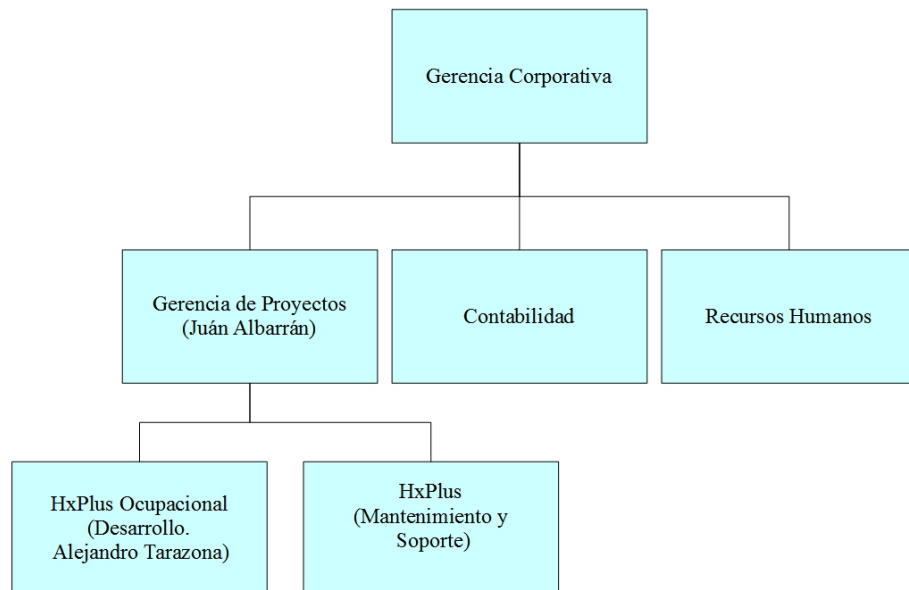 Gerencia Corporativa
Gerencia de Proyectos
(Juán Albarrán)
Contabilidad
Recursos Humanos
HxPlus Ocupacional
(Desarrollo.
Alejandro Tarazona)
HxPlus
(Mantenimiento y
Soporte)